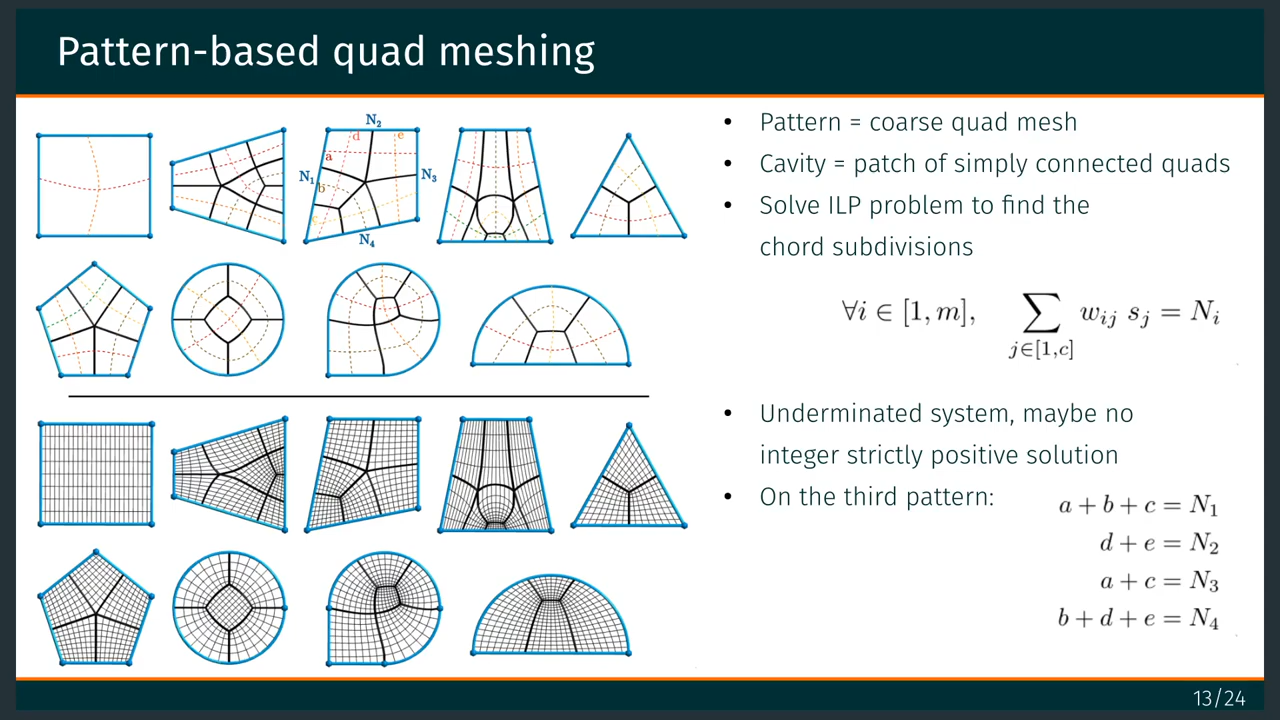 Pattern-based quad meshing
N₂
d
e
a
N₁
N₃
b
c
N₄
• Pattern = coarse quad mesh
• Cavity = patch of simply connected quads
• Solve ILP problem to find the
chord subdivisions
∀i ∈ [1, m], ∑_{j∈[1,c]} w_{ij} s_j = N_i
• Underminated system, maybe no
integer strictly positive solution
• On the third pattern:
a + b + c = N₁
d + e = N₂
a + c = N₃
b + d + e = N₄
13/24